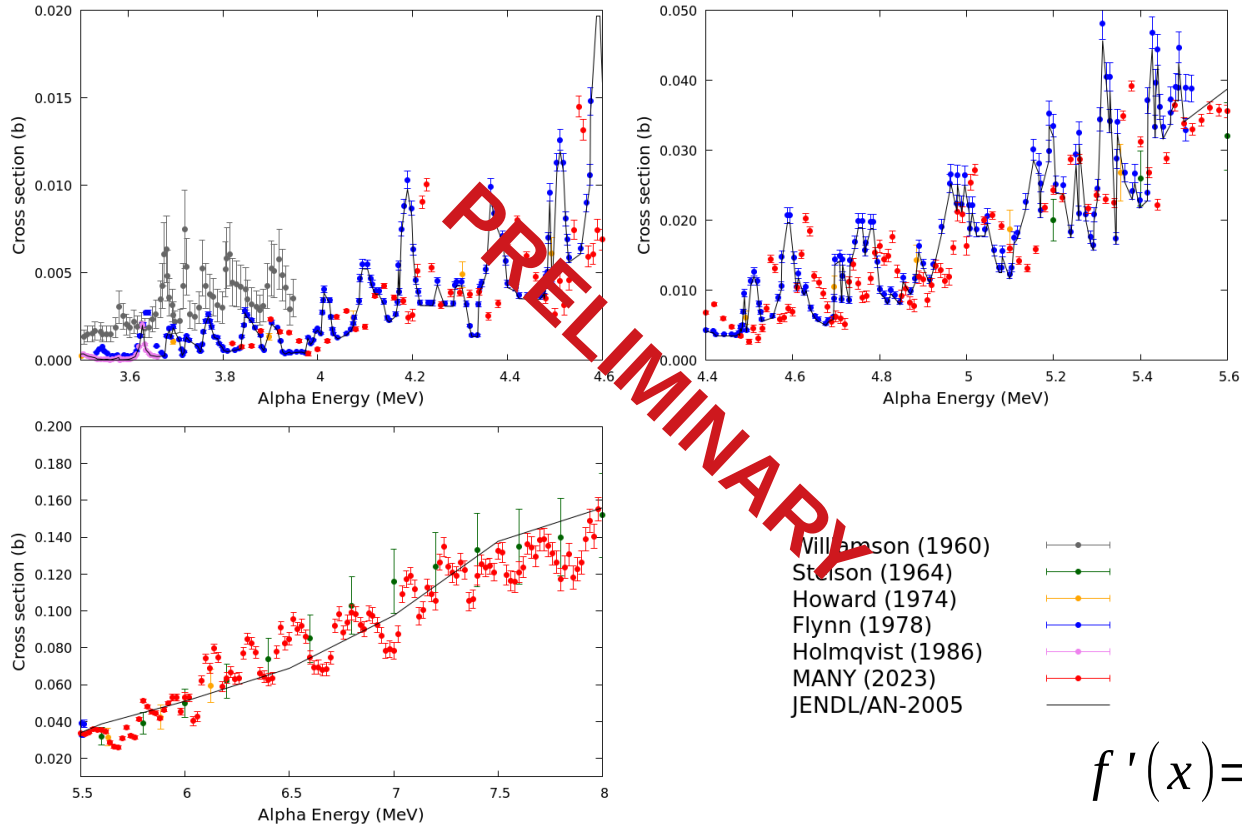 0.020
0.015
0.010
0.005
0.000
Cross section (b)
3.6
3.8
4
4.2
4.4
4.6
Alpha Energy (MeV)
0.050
0.040
0.030
0.020
0.010
0.000
Cross section (b)
4.4
4.6
4.8
5
5.2
5.4
5.6
Alpha Energy (MeV)
PRELIMINARY
0.200
0.180
0.160
0.140
0.120
0.100
0.080
0.060
0.040
0.020
Cross section (b)
5.5
6
6.5
7
7.5
8
Alpha Energy (MeV)
Williamson (1960)
Stelson (1964)
Howard (1974)
Flynn (1978)
Holmqvist (1986)
MANY (2023)
JENDL/AN-2005
f '(x)=